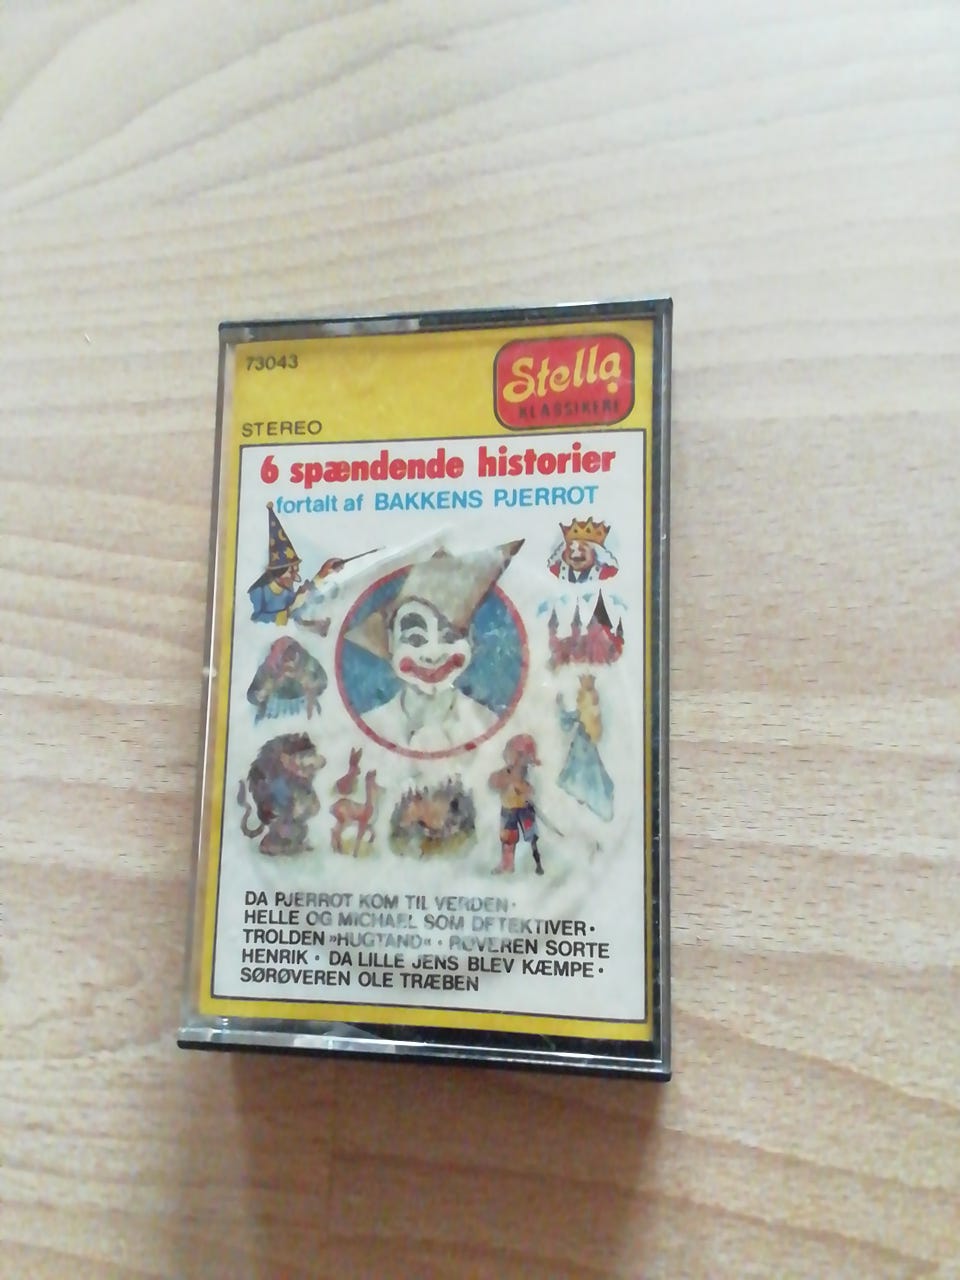 73043
Stella
KLASSIKERE
STEREO
6 spændende historier
fortalt af BAKKENS PJERROT
DA PJERROT KOM TIL VERDEN·
HELLE OG MICHAEL SOM DETEKTIVER·
TROLDEN »HUGTAND« · RØVEREN SORTE
HENRIK · DA LILLE JENS BLEV KÆMPE·
SØRØVEREN OLE TRÆBEN